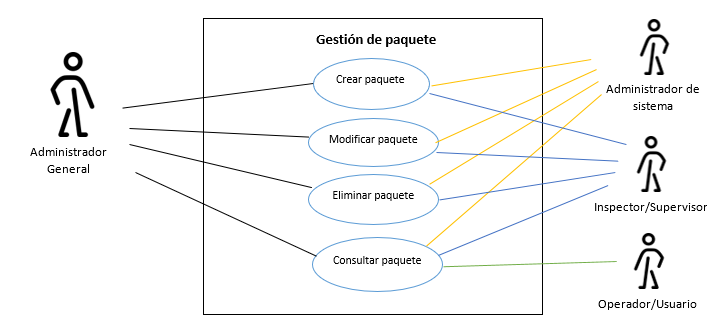 Gestión de paquete
Crear paquete
Modificar paquete
Eliminar paquete
Consultar paquete
Administrador
General
Administrador de
sistema
Inspector/Supervisor
Operador/Usuario